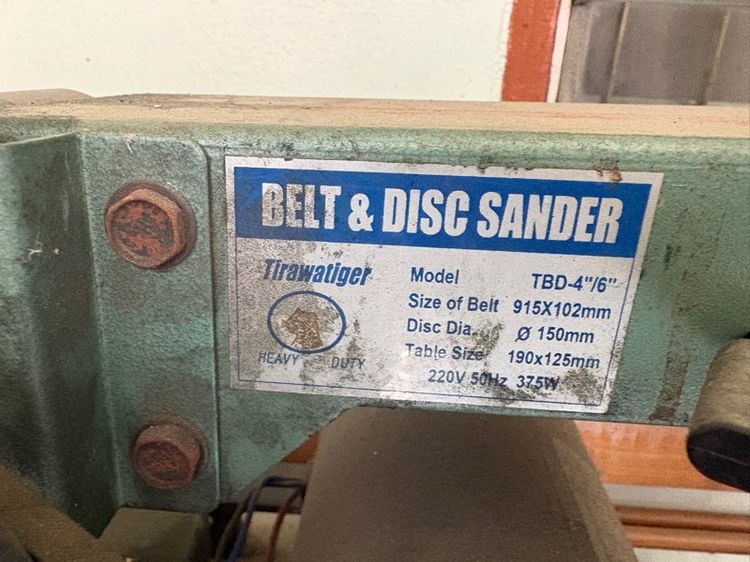 BELT & DISC SANDER
Tirawatiger
HEAVY DUTY
Model TBD-4"/6"
Size of Belt 915X102mm
Disc Dia. Ø 150mm
Table Size 190x125mm
220V 50Hz 375W